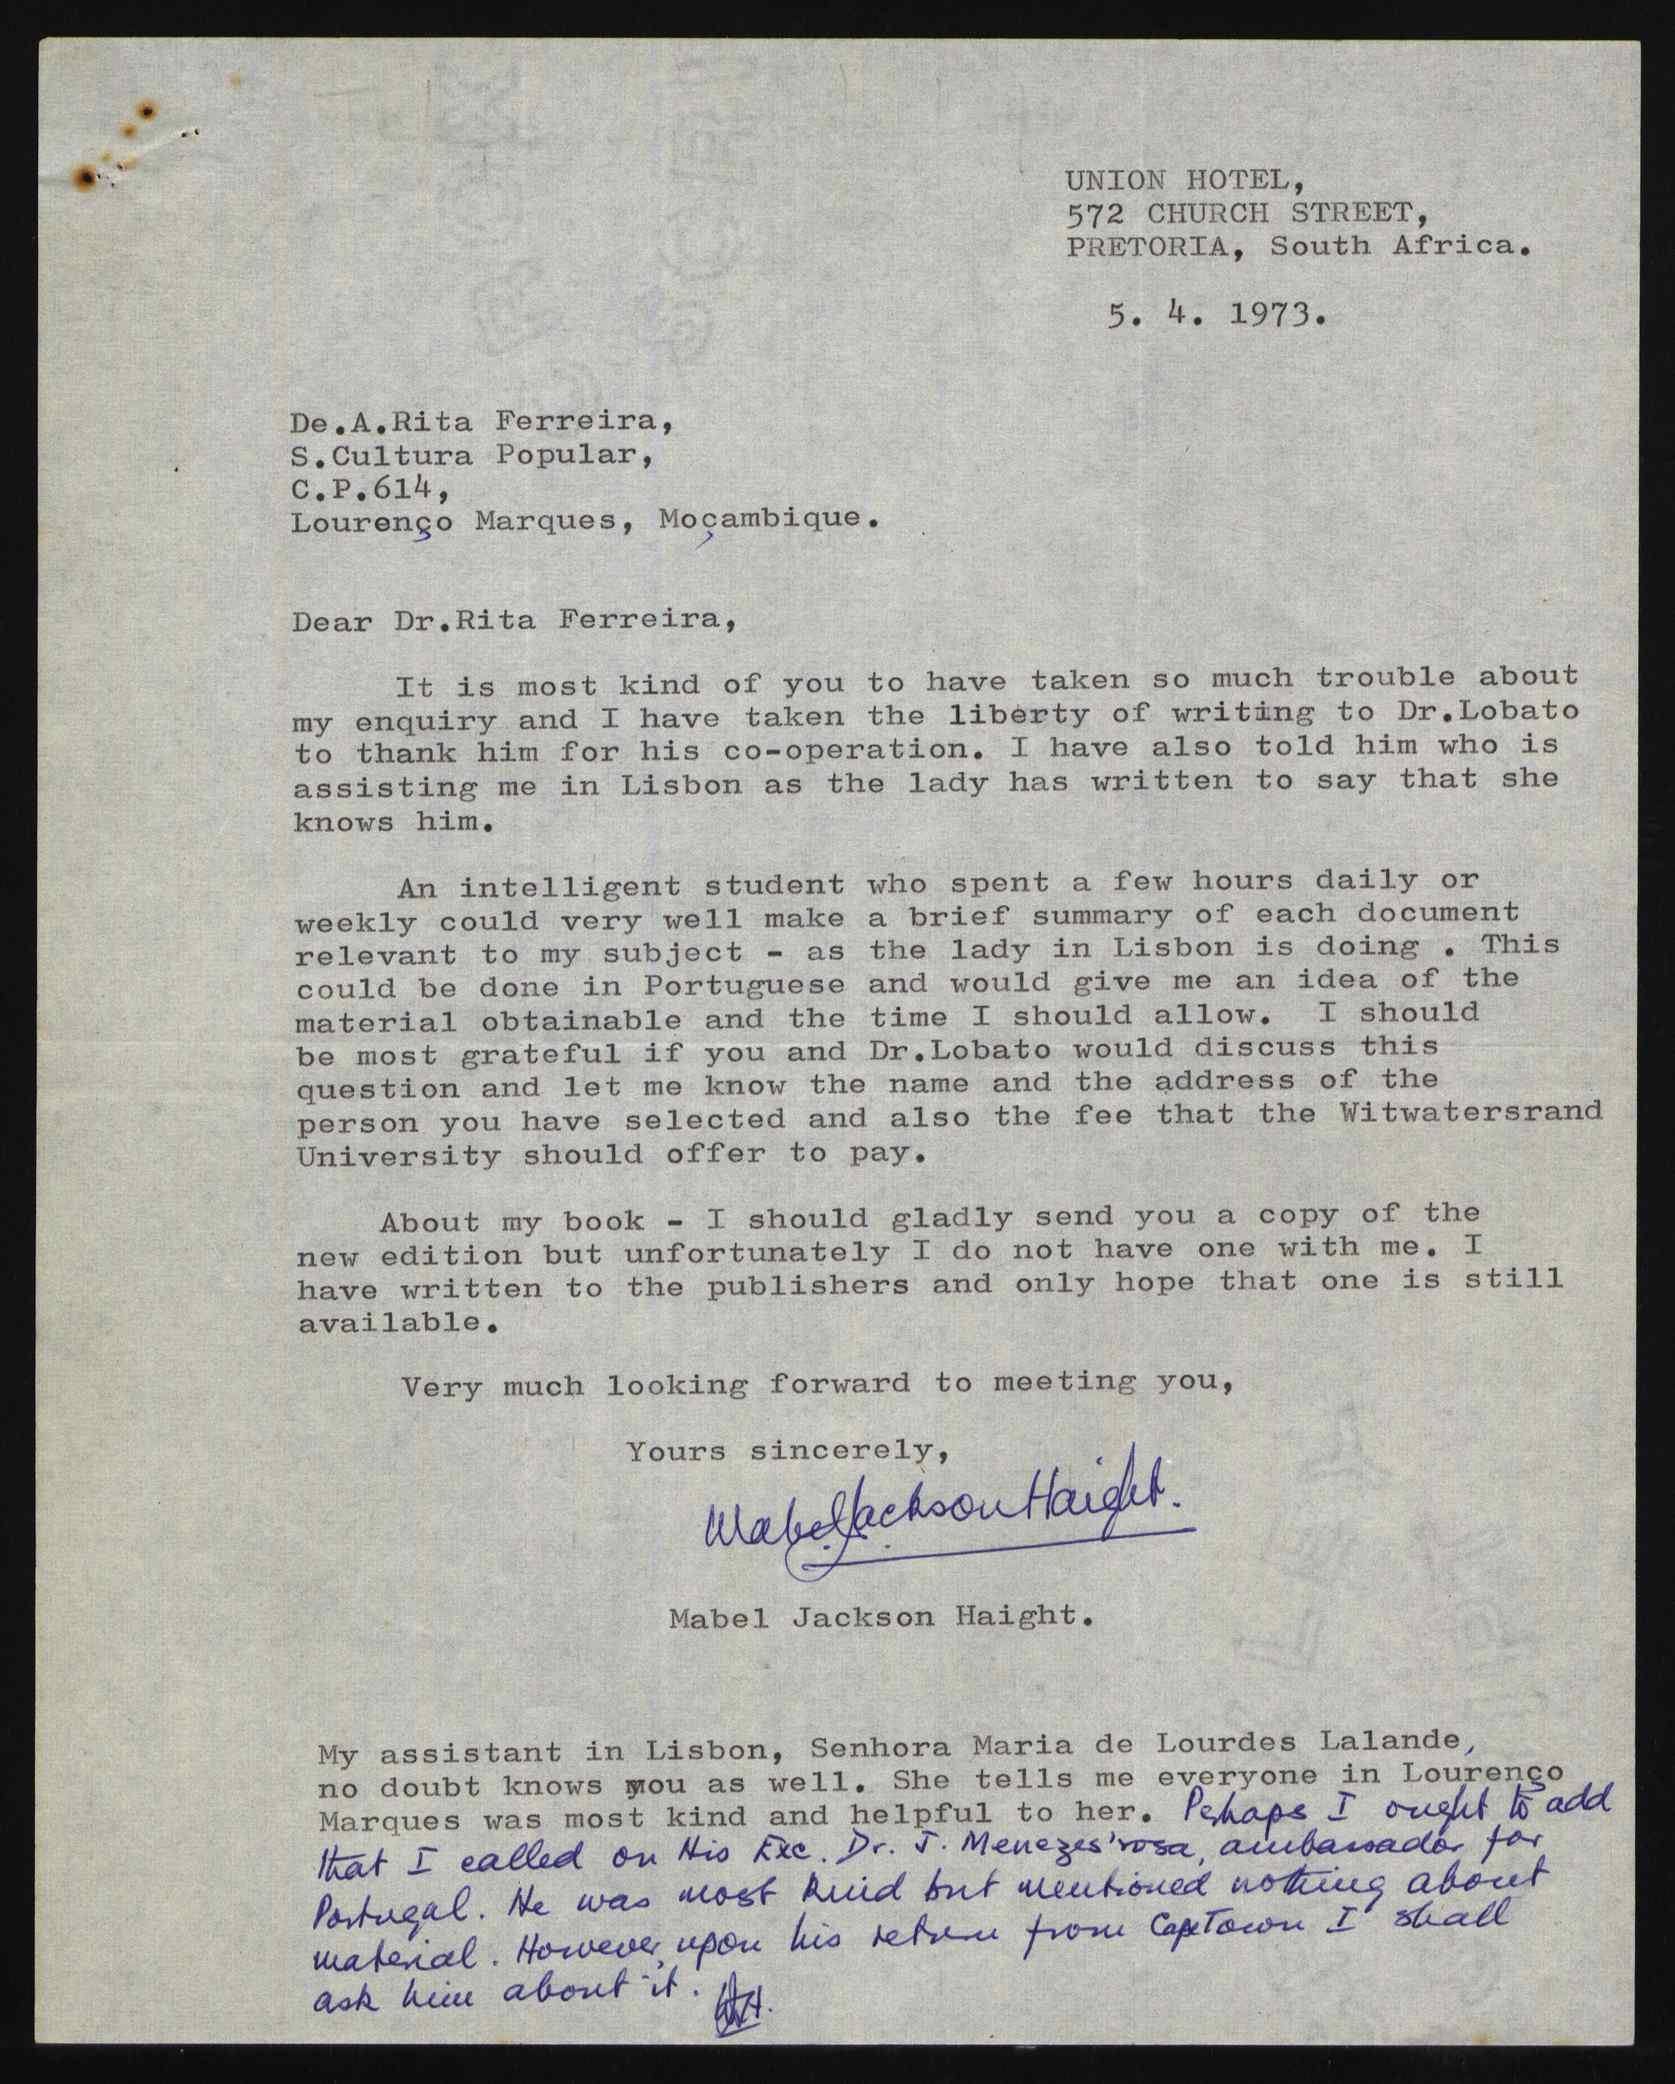 UNION HOTEL,
572 CHURCH STREET,
PRETORIA, South Africa.
5. 4. 1973.
De.A.Rita Ferreira,
S.Cultura Popular,
C.P.614,
Lourenço Marques, Moçambique.
Dear Dr.Rita Ferreira,
It is most kind of you to have taken so much trouble about
my enquiry and I have taken the liberty of writing to Dr.Lobato
to thank him for his co-operation. I have also told him who is
assisting me in Lisbon as the lady has written to say that she
knows him.
An intelligent student who spent a few hours daily or
weekly could very well make a brief summary of each document
relevant to my subject - as the lady in Lisbon is doing . This
could be done in Portuguese and would give me an idea of the
material obtainable and the time I should allow. I should
be most grateful if you and Dr.Lobato would discuss this
question and let me know the name and the address of the
person you have selected and also the fee that the Witwatersrand
University should offer to pay.
About my book - I should gladly send you a copy of the
new edition but unfortunately I do not have one with me. I
have written to the publishers and only hope that one is still
available.
Very much looking forward to meeting you,
Yours sincerely,
Mabel Jackson Haight.
Mabel Jackson Haight.
My assistant in Lisbon, Senhora Maria de Lourdes Lalande,
no doubt knows you as well. She tells me everyone in Lourenço
Marques was most kind and helpful to her. Perhaps I ought to add
that I called on His Exc. Dr. J. Menezes Rosa, ambassador for
Portugal. He was most kind but mentioned nothing about
material. However, upon his return from CapeTown I shall
ask him about it.